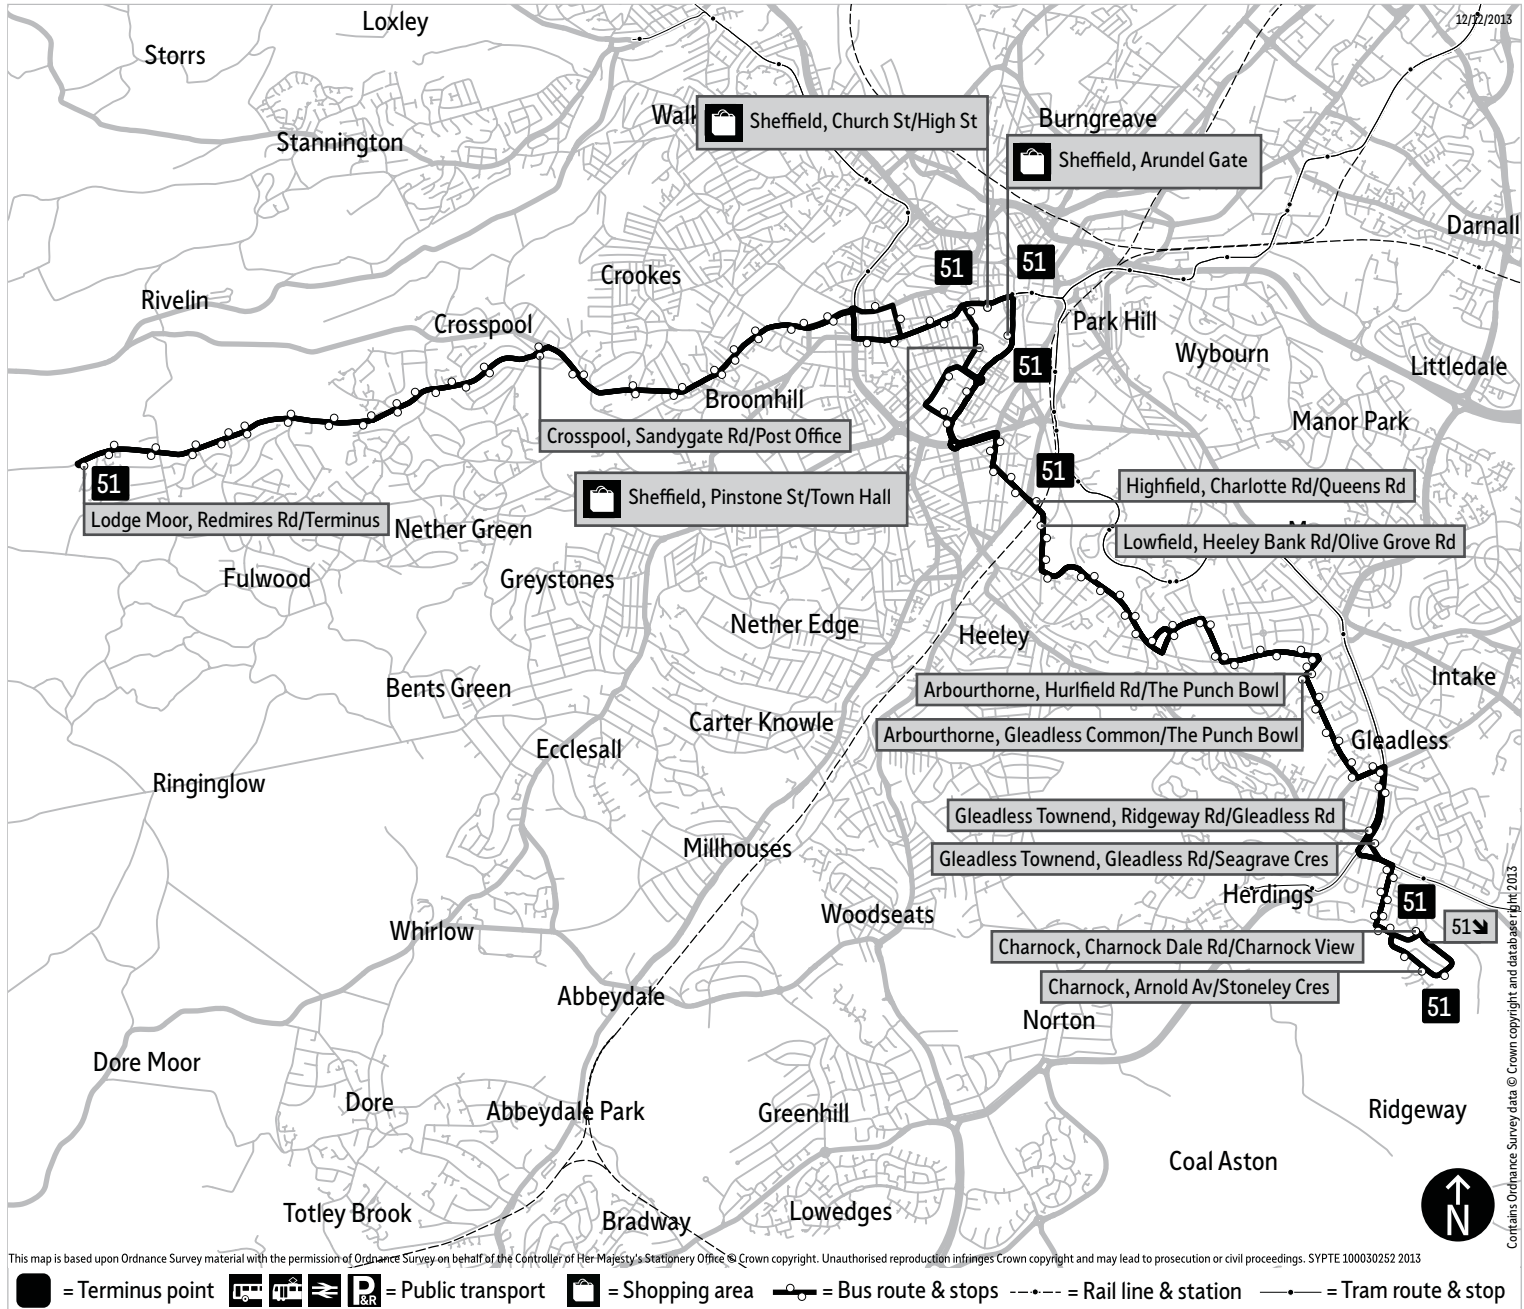 12/12/2013
Loxley
Storrs
Stannington
Sheffield, Church St/High St
Burngreave
Sheffield, Arundel Gate
Darnall
51
51
Crookes
Rivelin
Crosspool
Park Hill
Wybourn
51
Littledale
Broomhill
Manor Park
Crosspool, Sandygate Rd/Post Office
51
51
Sheffield, Pinstone St/Town Hall
Highfield, Charlotte Rd/Queens Rd
Lodge Moor, Redmires Rd/Terminus
Nether Green
Lowfield, Heeley Bank Rd/Olive Grove Rd
Fulwood
Greystones
Nether Edge
Heeley
Intake
Bents Green
Arbourthorne, Hurlfield Rd/The Punch Bowl
Carter Knowle
Arbourthorne, Gleadless Common/The Punch Bowl
Gleadless
Ecclesall
Ringinglow
Gleadless Townend, Ridgeway Rd/Gleadless Rd
Millhouses
Gleadless Townend, Gleadless Rd/Seagrave Cres
Herdings
51
Woodseats
51
Whirlow
Charnock, Charnock Dale Rd/Charnock View
Charnock, Arnold Av/Stoneley Cres
Abbeydale
51
Norton
Dore Moor
Dore
Abbeydale Park
Greenhill
Ridgeway
Coal Aston
Totley Brook
Bradway
Lowedges
N
Contains Ordnance Survey data © Crown copyright and database right 2013
This map is based upon Ordnance Survey material with the permission of Ordnance Survey on behalf of the Controller of Her Majesty's Stationery Office © Crown copyright. Unauthorised reproduction infringes Crown copyright and may lead to prosecution or civil proceedings. SYPTE 100030252 2013
= Terminus point P&R = Public transport = Shopping area = Bus route & stops = Rail line & station = Tram route & stop